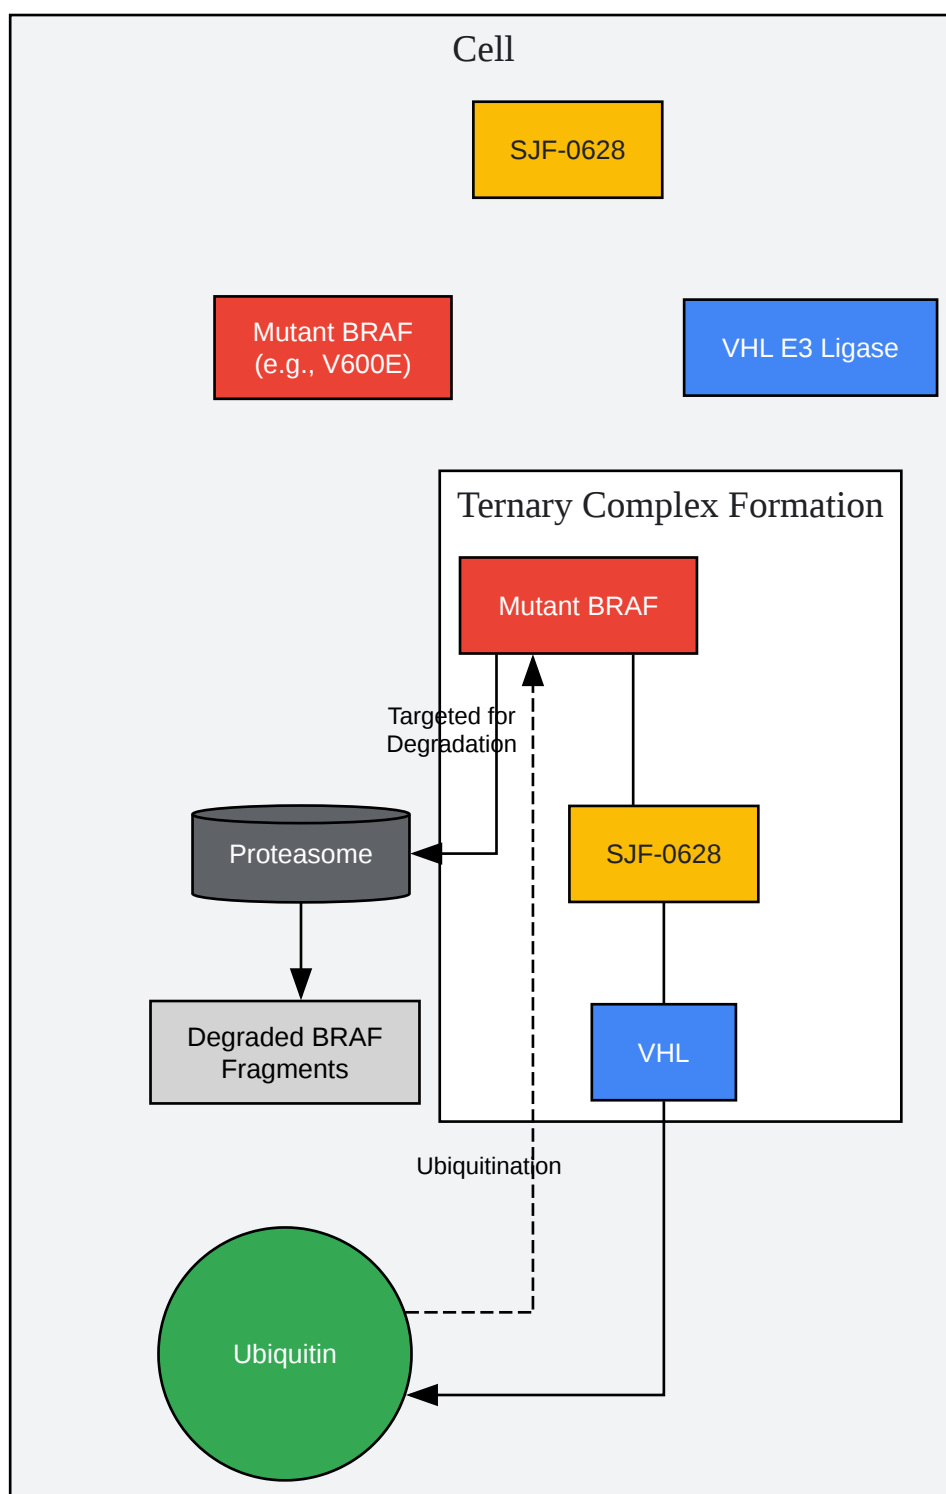 Cell
SJF-0628
Mutant BRAF
(e.g., V600E)
VHL E3 Ligase
Ternary Complex Formation
Mutant BRAF
Targeted for
Degradation
Proteasome
SJF-0628
Degraded BRAF
Fragments
VHL
Ubiquitination
Ubiquitin